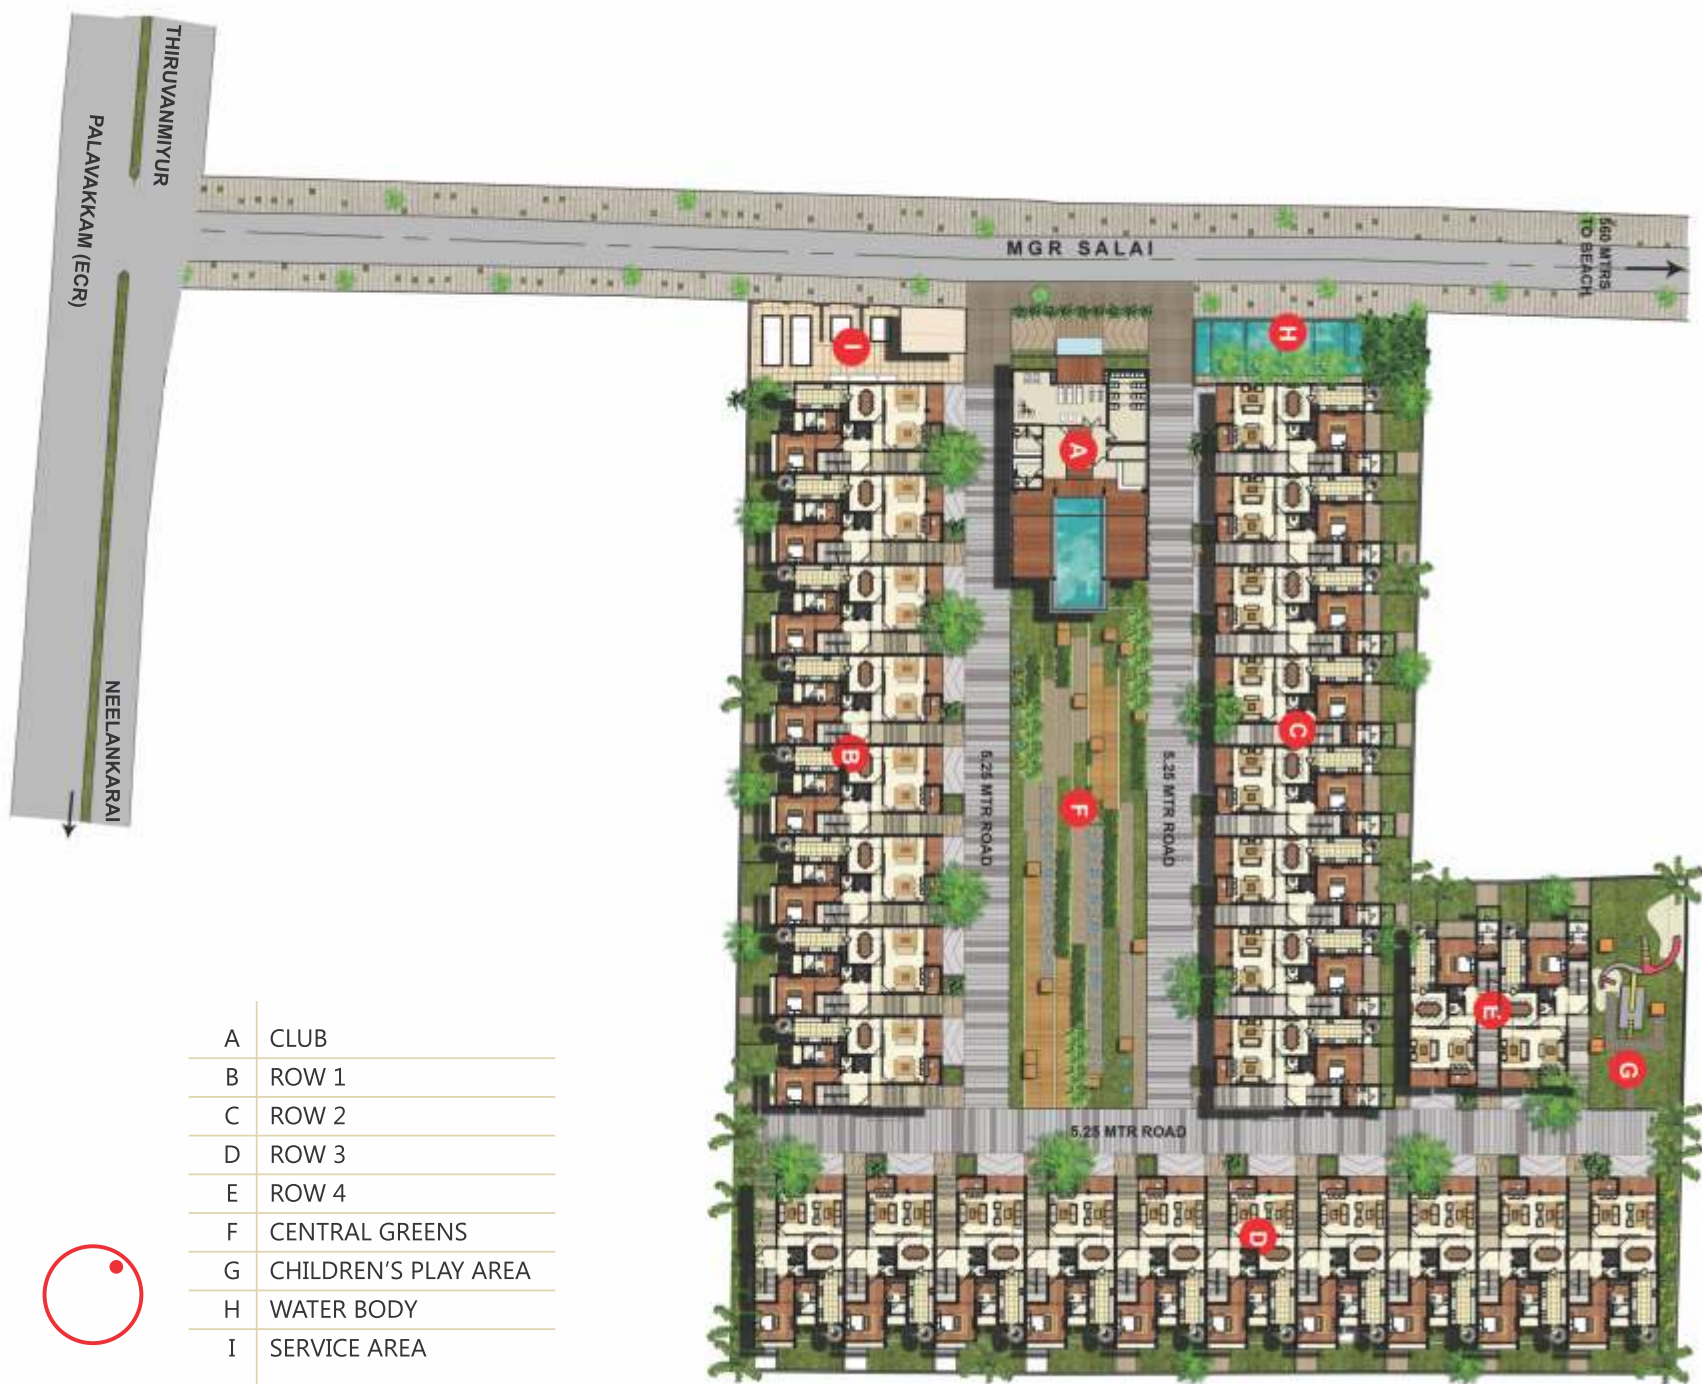 THIRUVANMIYUR
PALAVAKKAM (ECR)
NEELANKARAI
MGR SALAI
560 MTRS
TO BEACH
I
H
A
B
C
F
E
G
D
5.25 MTR ROAD
5.25 MTR ROAD
5.25 MTR ROAD
A CLUB
B ROW 1
C ROW 2
D ROW 3
E ROW 4
F CENTRAL GREENS
G CHILDREN’S PLAY AREA
H WATER BODY
I SERVICE AREA